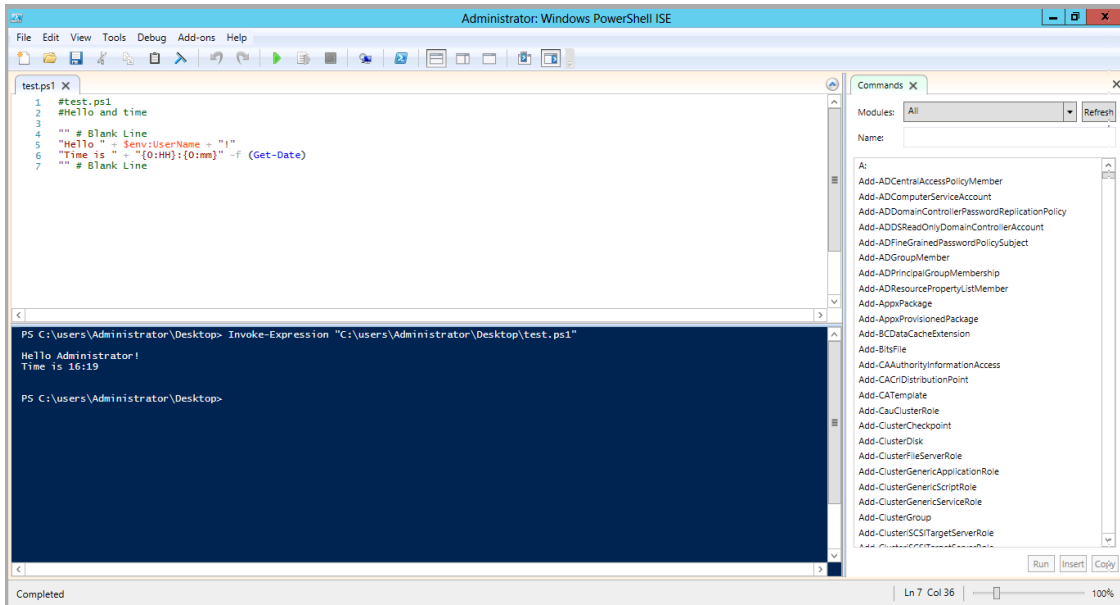 Administrator: Windows PowerShell ISE
File Edit View Tools Debug Add-ons Help
test.ps1 X
1 #test.ps1
2 #Hello and time
3
4 "" # Blank Line
5 "Hello " + $env:UserName + "!"
6 "Time is " + "{0:HH}:{0:mm}" -f (Get-Date)
7 "" # Blank Line
PS C:\users\Administrator\Desktop> Invoke-Expression "C:\users\Administrator\Desktop\test.ps1"
Hello Administrator!
Time is 16:19
PS C:\users\Administrator\Desktop>
Commands X
Modules: All Refresh
Name:
A:
Add-ADCentralAccessPolicyMember
Add-ADComputerServiceAccount
Add-ADDomainControllerPasswordReplicationPolicy
Add-ADDSReadOnlyDomainControllerAccount
Add-ADFineGrainedPasswordPolicySubject
Add-ADGroupMember
Add-ADPrincipalGroupMembership
Add-ADResourcePropertyListMember
Add-AppxPackage
Add-AppxProvisionedPackage
Add-BCDataCacheExtension
Add-BitsFile
Add-CAAuthorityInformationAccess
Add-CACrlDistributionPoint
Add-CATemplate
Add-CauClusterRole
Add-ClusterCheckpoint
Add-ClusterDisk
Add-ClusterFileServerRole
Add-ClusterGenericApplicationRole
Add-ClusterGenericScriptRole
Add-ClusterGenericServiceRole
Add-ClusterGroup
Add-ClusteriSCSITargetServerRole
Run Insert Copy
Completed Ln 7 Col 36 100%